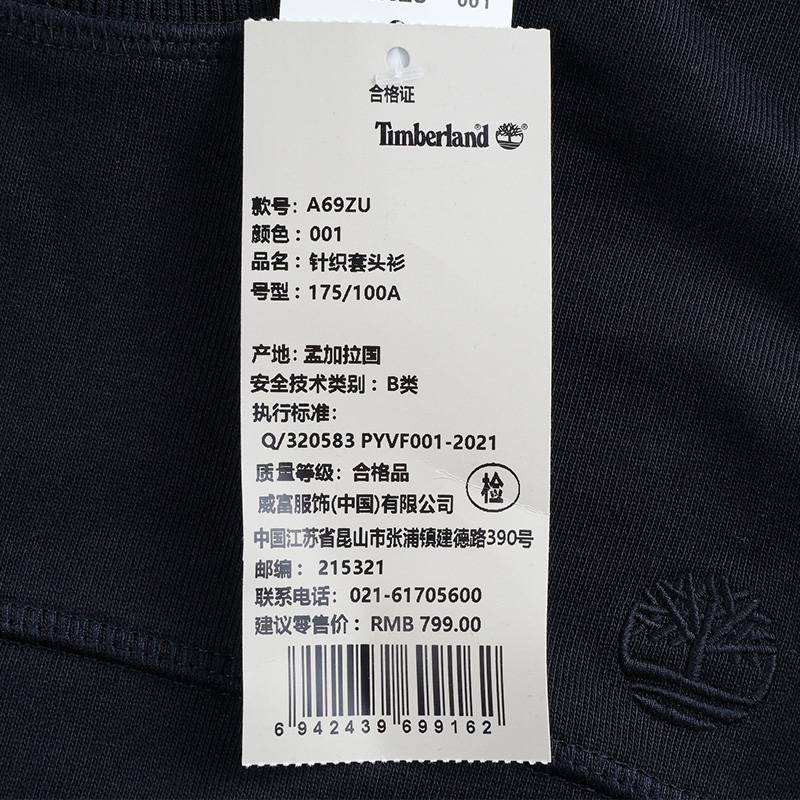 001
合格证
Timberland
款号: A69ZU
颜色: 001
品名: 针织套头衫
号型: 175/100A
产地: 孟加拉国
安全技术类别: B类
执行标准:
Q/320583 PYVF001-2021
质量等级: 合格品
检
威富服饰(中国)有限公司
中国江苏省昆山市张浦镇建德路390号
邮编: 215321
联系电话: 021-61705600
建议零售价: RMB 799.00
6 942439 699162